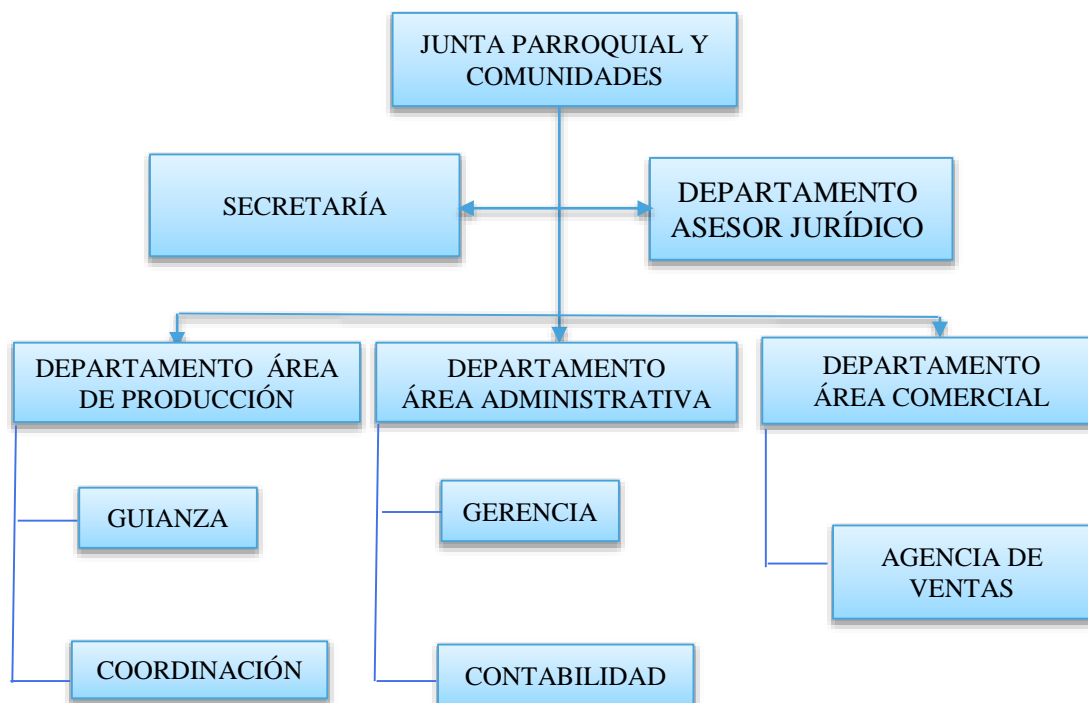 JUNTA PARROQUIAL Y
COMUNIDADES
SECRETARÍA
DEPARTAMENTO
ASESOR JURÍDICO
DEPARTAMENTO ÁREA
DE PRODUCCIÓN
DEPARTAMENTO
ÁREA ADMINISTRATIVA
DEPARTAMENTO
ÁREA COMERCIAL
GUIANZA
GERENCIA
AGENCIA DE
VENTAS
COORDINACIÓN
CONTABILIDAD